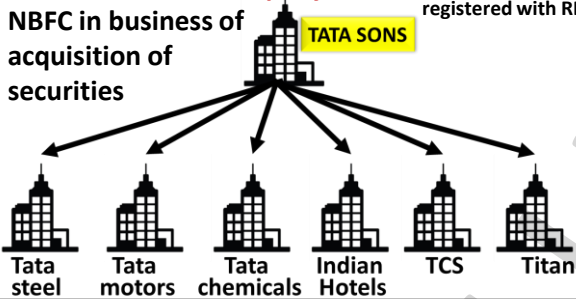 registered with
NBFC in business of
acquisition of
securities
TATA SONS
Tata
steel
Tata
motors
Tata
chemicals
Indian
Hotels
TCS
Titan